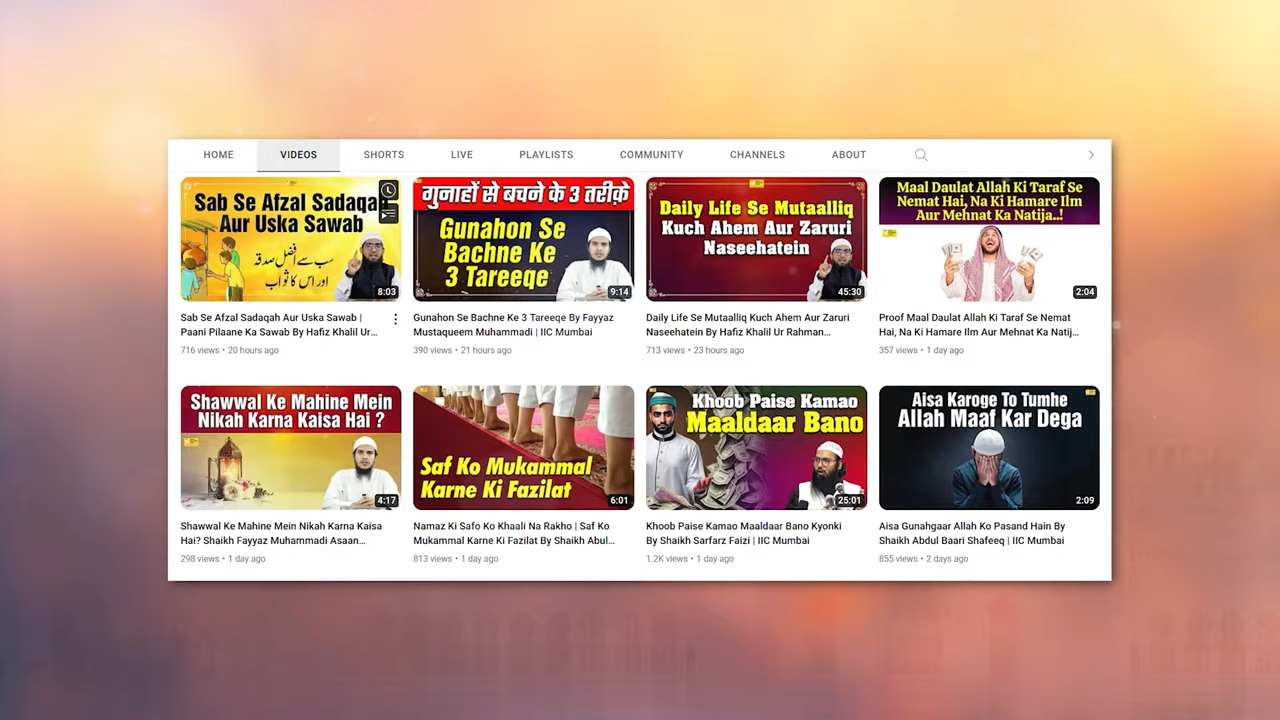 HOME VIDEOS SHORTS LIVE PLAYLISTS COMMUNITY CHANNELS ABOUT
Sab Se Afzal Sadaqah
Aur Uska Sawab
سب سے افضل صدقہ
اور اس کا ثواب
8:03
Sab Se Afzal Sadaqah Aur Uska Sawab |
Paani Pilaane Ka Sawab By Hafiz Khalil Ur...
716 views • 20 hours ago
गुनाहों से बचने के 3 तरीक़े
Gunahon Se
Bachne Ke
3 Tareeqe
9:14
Gunahon Se Bachne Ke 3 Tareeqe By Fayyaz
Mustaqueem Muhammadi | IIC Mumbai
390 views • 21 hours ago
Daily Life Se Mutaalliq
Kuch Ahem Aur Zaruri
Naseehatein
45:30
Daily Life Se Mutaalliq Kuch Ahem Aur Zaruri
Naseehatein By Hafiz Khalil Ur Rahman...
713 views • 23 hours ago
Maal Daulat Allah Ki Taraf Se
Nemat Hai, Na Ki Hamare Ilm
Aur Mehnat Ka Natija..!
2:04
Proof Maal Daulat Allah Ki Taraf Se Nemat
Hai, Na Ki Hamare Ilm Aur Mehnat Ka Natij...
357 views • 1 day ago
Shawwal Ke Mahine Mein
Nikah Karna Kaisa Hai ?
4:17
Shawwal Ke Mahine Mein Nikah Karna Kaisa
Hai? Shaikh Fayyaz Muhammadi Asaan...
298 views • 1 day ago
Saf Ko Mukammal
Karne Ki Fazilat
6:01
Namaz Ki Safo Ko Khaali Na Rakho | Saf Ko
Mukammal Karne Ki Fazilat By Shaikh Abul...
813 views • 1 day ago
Khoob Paise Kamao
Maaldaar Bano
25:01
Khoob Paise Kamao Maaldaar Bano Kyonki
By Shaikh Sarfarz Faizi | IIC Mumbai
1.2K views • 1 day ago
Aisa Karoge To Tumhe
Allah Maaf Kar Dega
2:09
Aisa Gunahgaar Allah Ko Pasand Hain By
Shaikh Abdul Baari Shafeeq | IIC Mumbai
855 views • 2 days ago